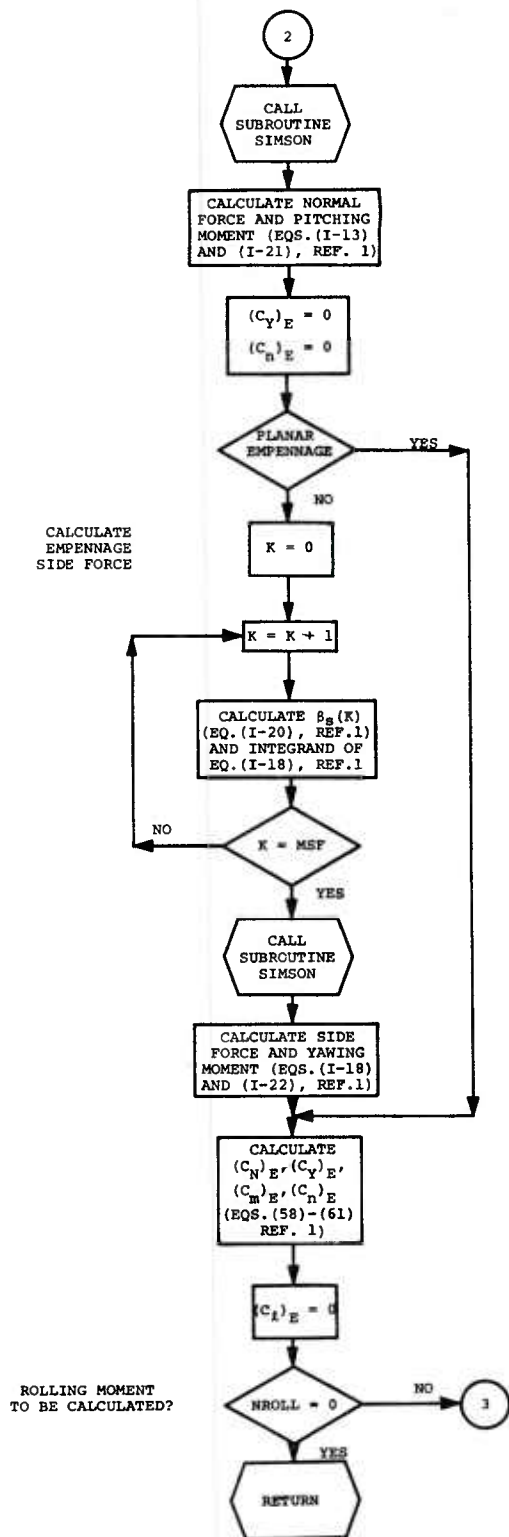 2
CALL
SUBROUTINE
SIMSON
CALCULATE NORMAL
FORCE AND PITCHING
MOMENT (EQS.(I-13)
AND (I-21), REF. 1)
(C_Y)_E = 0
(C_n)_E = 0
PLANAR
EMPENNAGE
YES
NO
CALCULATE
EMPENNAGE
SIDE FORCE
K = 0
K = K + 1
CALCULATE β_s(K)
(EQ.(I-20), REF.1)
AND INTEGRAND OF
EQ.(I-18), REF.1
NO
K = MSF
YES
CALL
SUBROUTINE
SIMSON
CALCULATE SIDE
FORCE AND YAWING
MOMENT (EQS.(I-18)
AND (I-22), REF.1)
CALCULATE
(C_N)_E,(C_Y)_E,
(C_m)_E,(C_n)_E
(EQS.(58)-(61)
REF. 1)
(C_ℓ)_E = 0
ROLLING MOMENT
TO BE CALCULATED?
NROLL = 0
NO
3
YES
RETURN